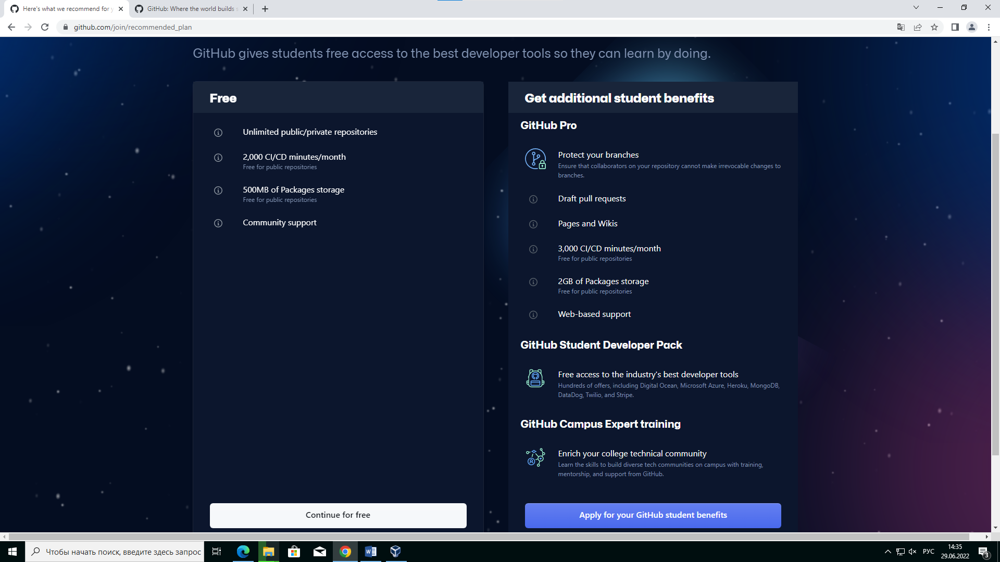 Here's what we recommend for y
GitHub: Where the world builds s
github.com/join/recommended_plan
GitHub gives students free access to the best developer tools so they can learn by doing.
Free
Unlimited public/private repositories
2,000 CI/CD minutes/month
Free for public repositories
500MB of Packages storage
Free for public repositories
Community support
Continue for free
Get additional student benefits
GitHub Pro
Protect your branches
Ensure that collaborators on your repository cannot make irrevocable changes to
branches.
Draft pull requests
Pages and Wikis
3,000 CI/CD minutes/month
Free for public repositories
2GB of Packages storage
Free for public repositories
Web-based support
GitHub Student Developer Pack
Free access to the industry's best developer tools
Hundreds of offers, including Digital Ocean, Microsoft Azure, Heroku, MongoDB,
DataDog, Twilio, and Stripe.
GitHub Campus Expert training
Enrich your college technical community
Learn the skills to build diverse tech communities on campus with training,
mentorship, and support from GitHub.
Apply for your GitHub student benefits
Чтобы начать поиск, введите здесь запрос
РУС
14:35
29.06.2022
3